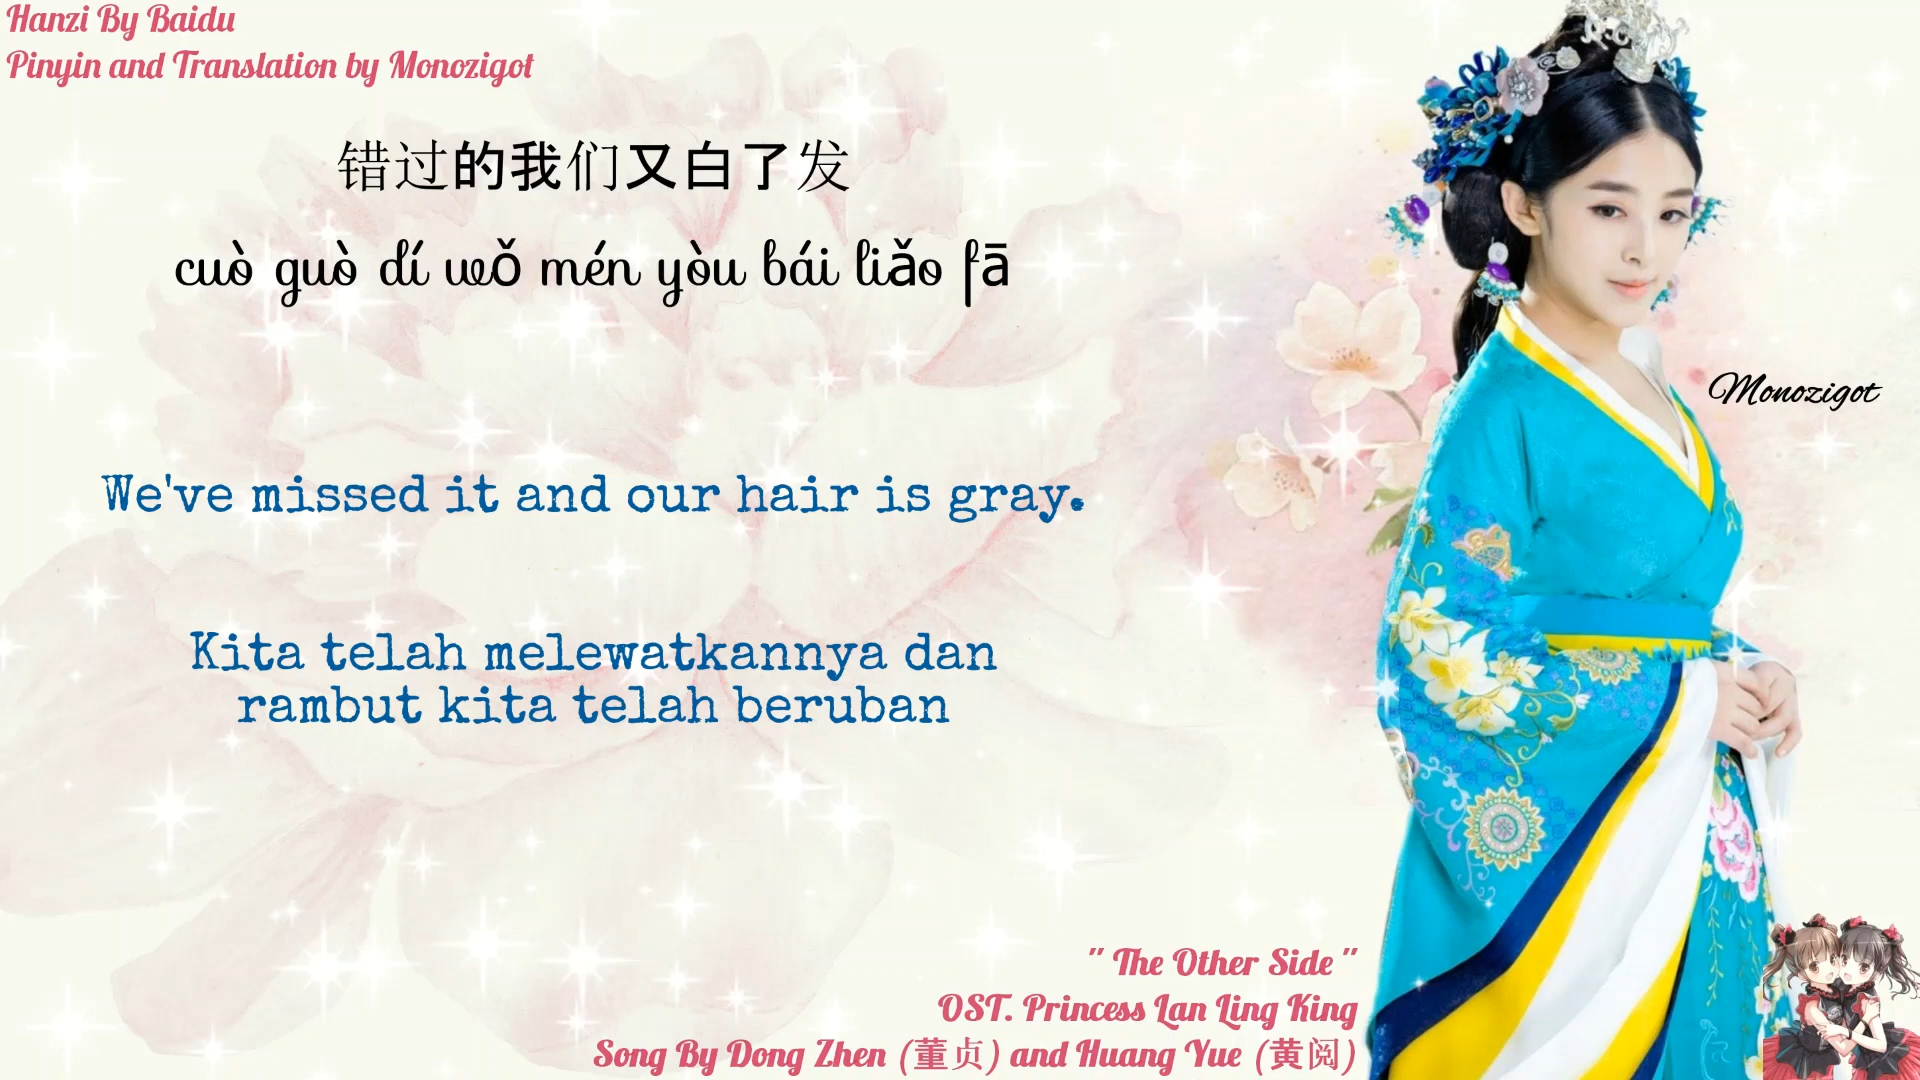 Hanzi By Baidu
Pinyin and Translation by Monozigot
错过的我们又白了发
cuò guò dí wǒ mén yòu bái liǎo fā
Monozigot
We've missed it and our hair is gray.
Kita telah melewatkannya dan
rambut kita telah beruban
" The Other Side "
OST. Princess Lan Ling King
Song By Dong Zhen (董贞) and Huang Yue (黄阅)